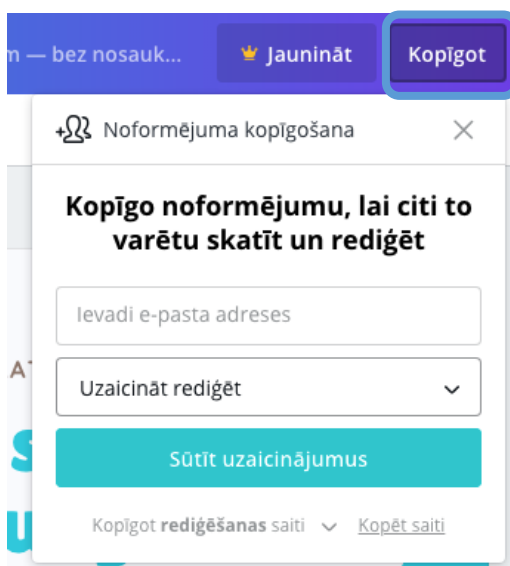 m — bez nosauk... Jaunināt Kopīgot
Noformējuma kopīgošana
Kopīgo noformējumu, lai citi to
varētu skatīt un rediģēt
Ievadi e-pasta adreses
Uzaicināt rediģēt
Sūtīt uzaicinājumus
Kopīgot rediģēšanas saiti Kopēt saiti